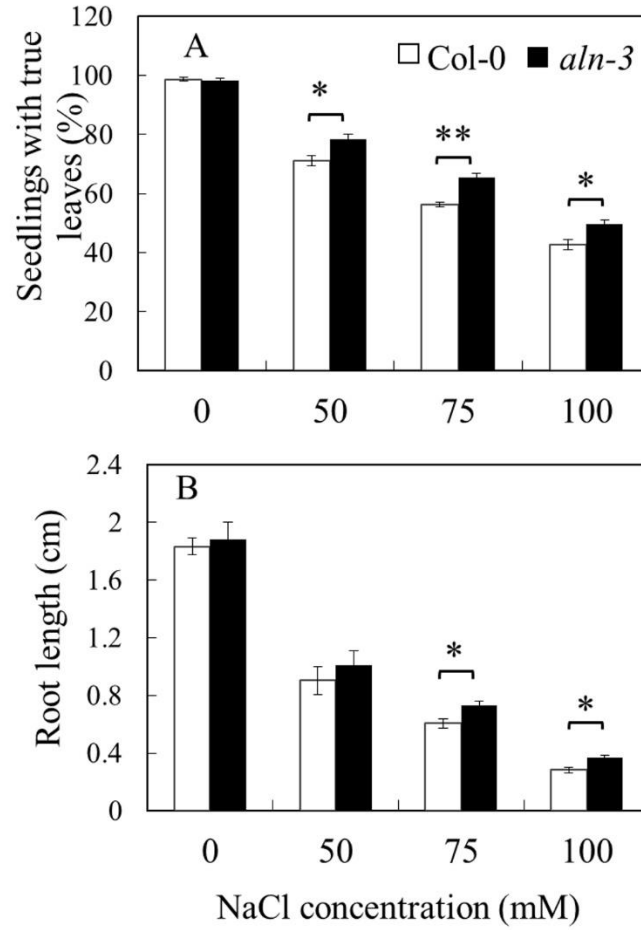 120
100
80
60
40
20
0
Seedlings with true
leaves (%)
A
Col-0 aln-3
*
**
*
0 50 75 100
2.4
2
1.6
1.2
0.8
0.4
0
Root length (cm)
B
*
*
0 50 75 100
NaCl concentration (mM)